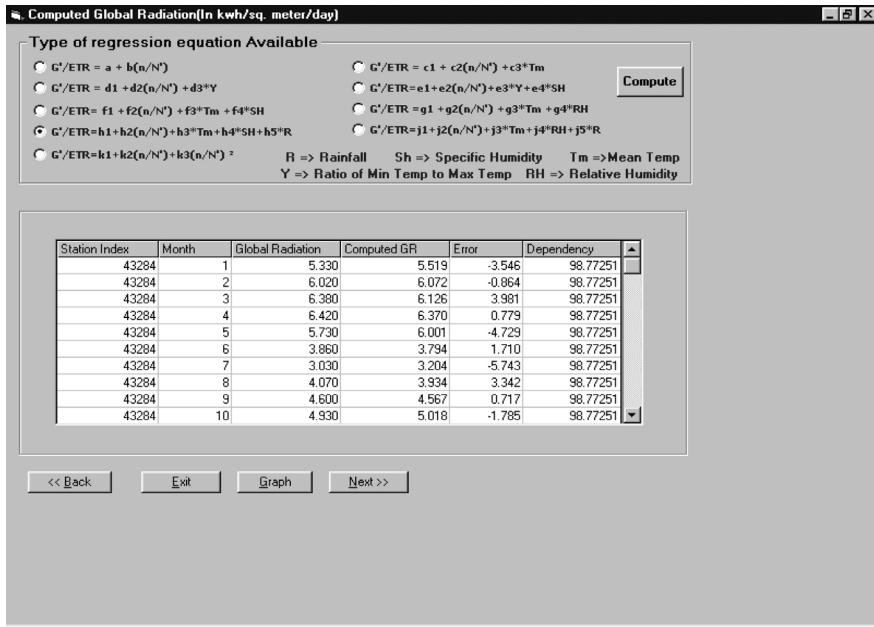 Computed Global Radiation(In kwh/sq. meter/day)
Type of regression equation Available
G'/ETR = a + b(n/N') G'/ETR = c1 + c2(n/N') +c3*Tm
G'/ETR = d1 +d2(n/N') +d3*Y G'/ETR=e1+e2(n/N')+e3*Y+e4*SH
Compute
G'/ETR= f1 +f2(n/N') +f3*Tm +f4*SH G'/ETR =g1 +g2(n/N') +g3*Tm +g4*RH
G'/ETR=h1+h2(n/N')+h3*Tm+h4*SH+h5*R G'/ETR=j1+j2(n/N')+j3*Tm+j4*RH+j5*R
G'/ETR=k1+k2(n/N')+k3(n/N') ² R => Rainfall Sh => Specific Humidity Tm =>Mean Temp
Y => Ratio of Min Temp to Max Temp RH => Relative Humidity
Station Index Month Global Radiation Computed GR Error Dependency
43284 1 5.330 5.519 -3.546 98.77251
43284 2 6.020 6.072 -0.864 98.77251
43284 3 6.380 6.126 3.981 98.77251
43284 4 6.420 6.370 0.779 98.77251
43284 5 5.730 6.001 -4.729 98.77251
43284 6 3.860 3.794 1.710 98.77251
43284 7 3.030 3.204 -5.743 98.77251
43284 8 4.070 3.934 3.342 98.77251
43284 9 4.600 4.567 0.717 98.77251
43284 10 4.930 5.018 -1.785 98.77251
<< Back Exit Graph Next >>